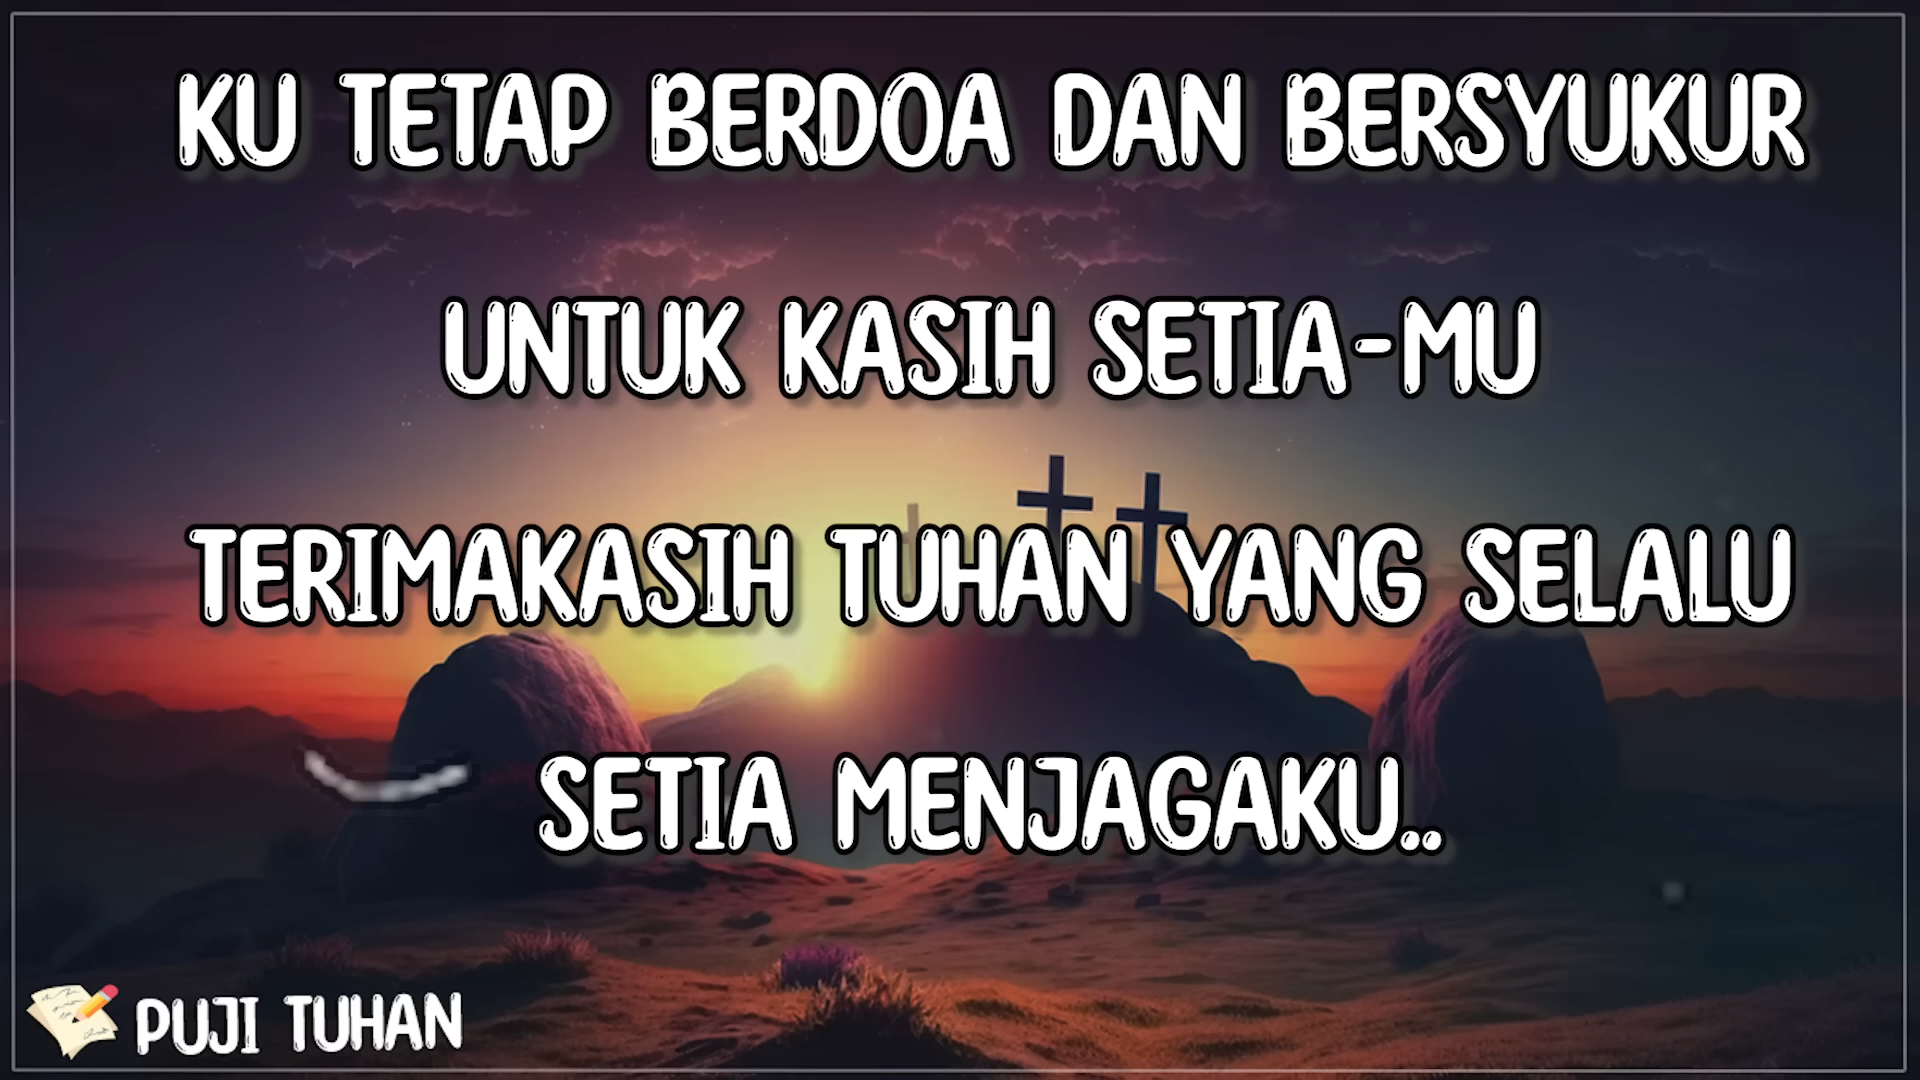 KU TETAP BERDOA DAN BERSYUKUR
UNTUK KASIH SETIA-MU
TERIMAKASIH TUHAN YANG SELALU
SETIA MENJAGAKU..
PUJI TUHAN